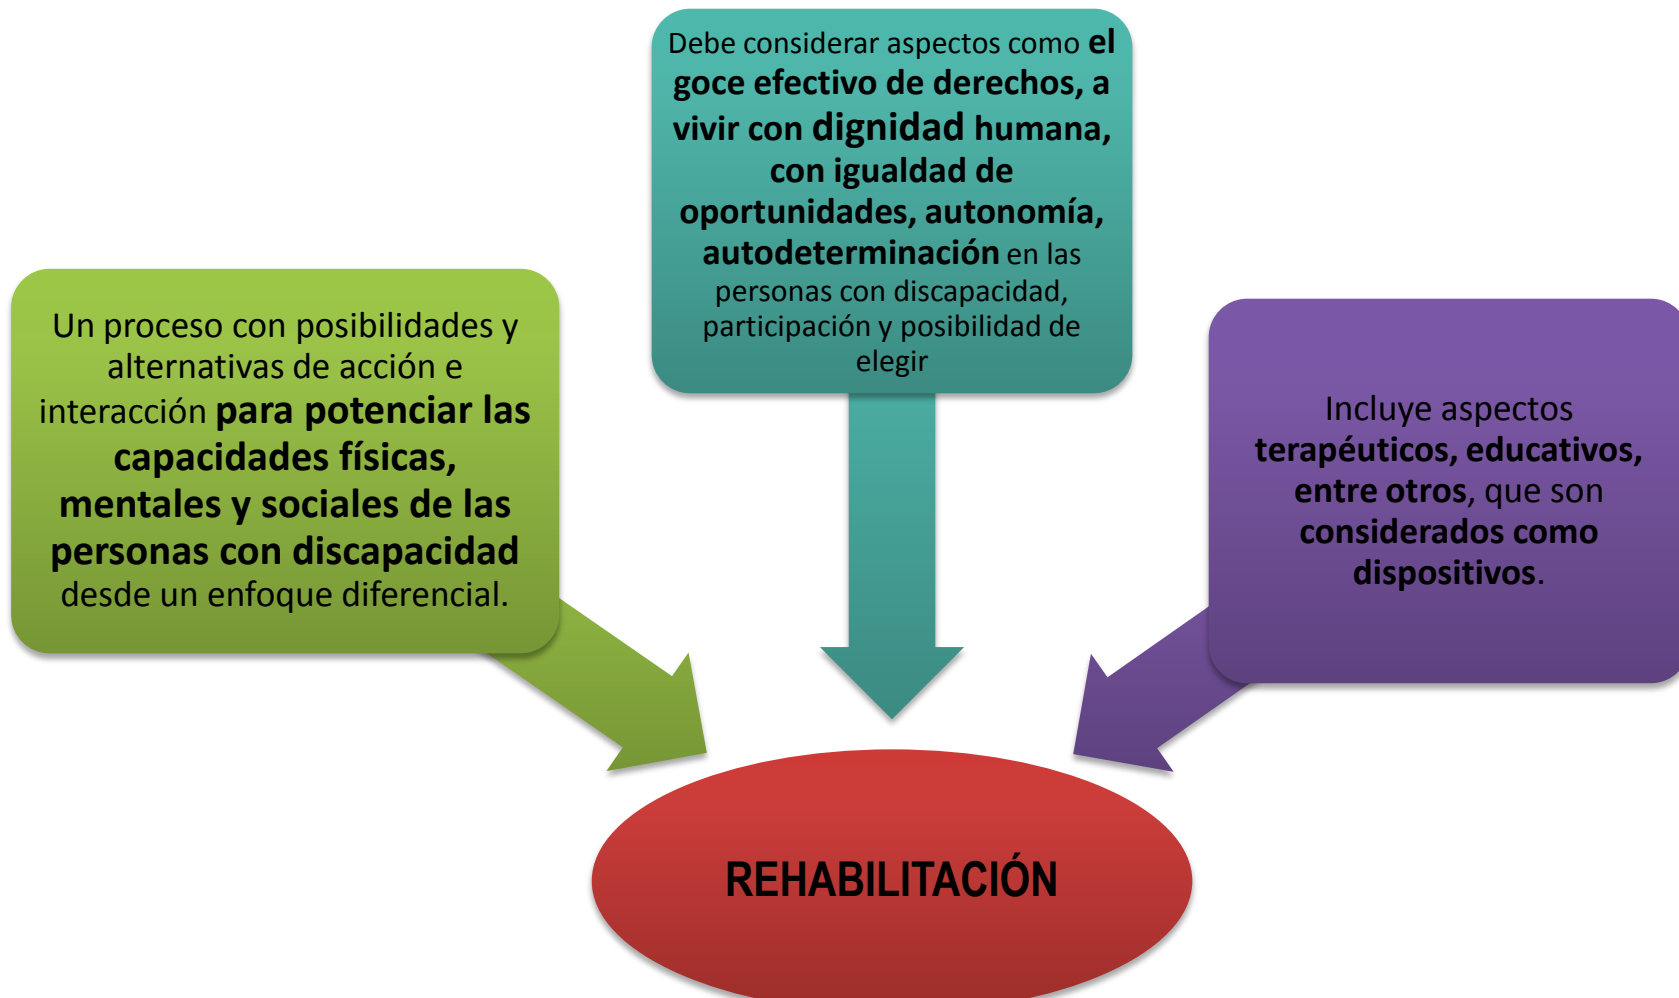 Debe considerar aspectos como el
goce efectivo de derechos, a
vivir con dignidad humana,
con igualdad de
oportunidades, autonomía,
autodeterminación en las
personas con discapacidad,
participación y posibilidad de
elegir
Un proceso con posibilidades y
alternativas de acción e
interacción para potenciar las
capacidades físicas,
mentales y sociales de las
personas con discapacidad
desde un enfoque diferencial.
Incluye aspectos
terapéuticos, educativos,
entre otros, que son
considerados como
dispositivos.
REHABILITACIÓN